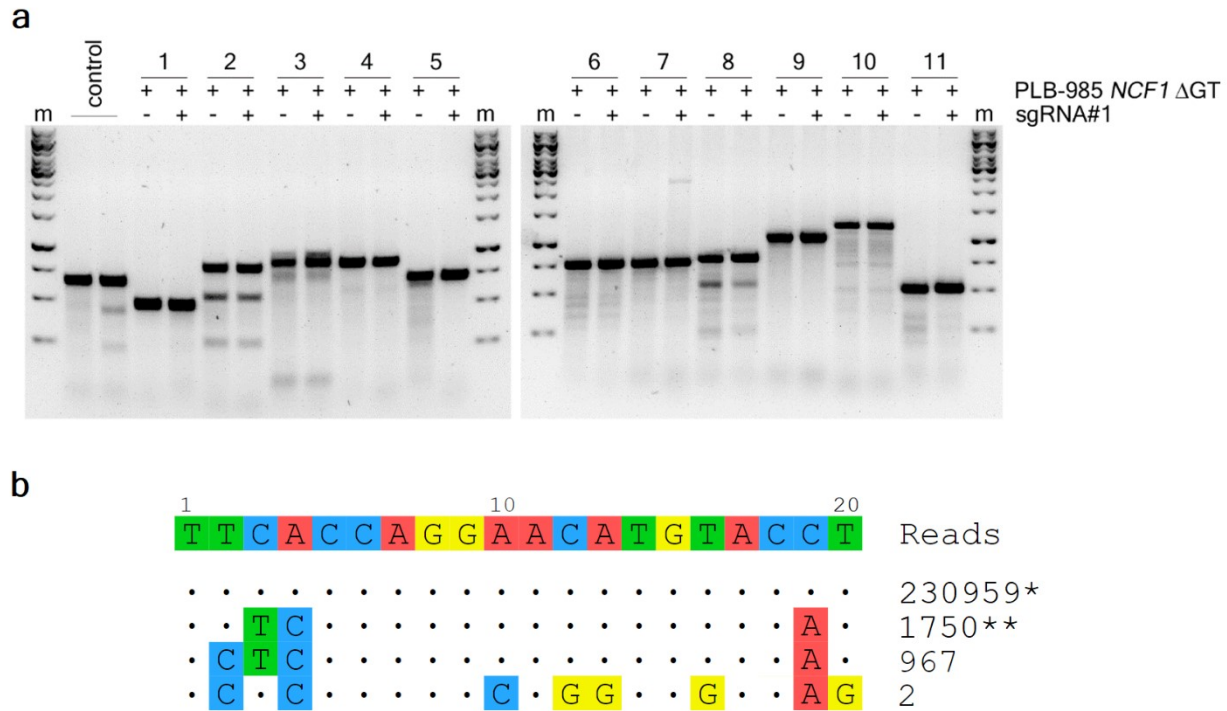 a
control 1 2 3 4 5 6 7 8 9 10 11
+ + + + + + + + + + + + + + + + + + + + + + PLB-985 NCF1 ΔGT
m - + - + - + - + - + m m - + - + - + - + - + - + m sgRNA#1
b
1 10 20
T T C A C C A G G A A C A T G T A C C T Reads
· · · · · · · · · · · · · · · · · · · · 230959*
· · T C · · · · · · · · · · · · · · A · 1750**
· C T C · · · · · · · · · · · · · · A · 967
· C · C · · · · · C · G G · · G · · A G 2